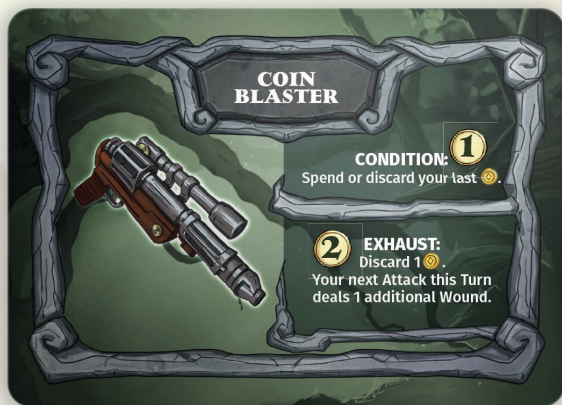 COIN
BLASTER
CONDITION: 1
Spend or discard your last .
2 EXHAUST:
Discard 1 .
Your next Attack this Turn
deals 1 additional Wound.